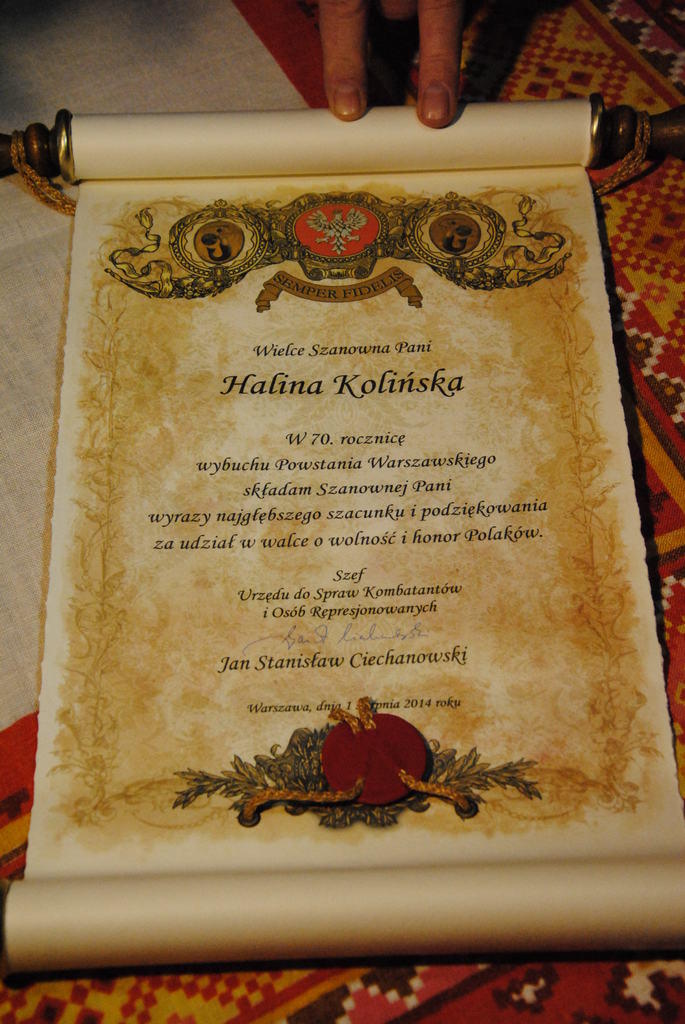 SEMPER FIDELIS
Wielce Szanowna Pani
Halina Kolińska
W 70. rocznicę
wybuchu Powstania Warszawskiego
składam Szanownej Pani
wyrazy najgłębszego szacunku i podziękowania
za udział w walce o wolność i honor Polaków.
Szef
Urzędu do Spraw Kombatantów
i Osób Represjonowanych
Jan Stanisław Ciechanowski
Warszawa, dnia 1 sierpnia 2014 roku